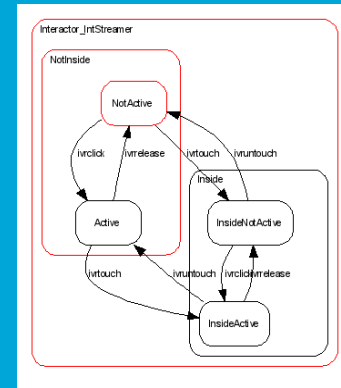 Interactor_IntStreamer
NotInside
NotActive
ivrclick
ivrrelease
ivrtouch
ivruntouch
Inside
Active
InsideNotActive
ivrtouch
ivruntouch
ivrclick
ivrrelease
InsideActive